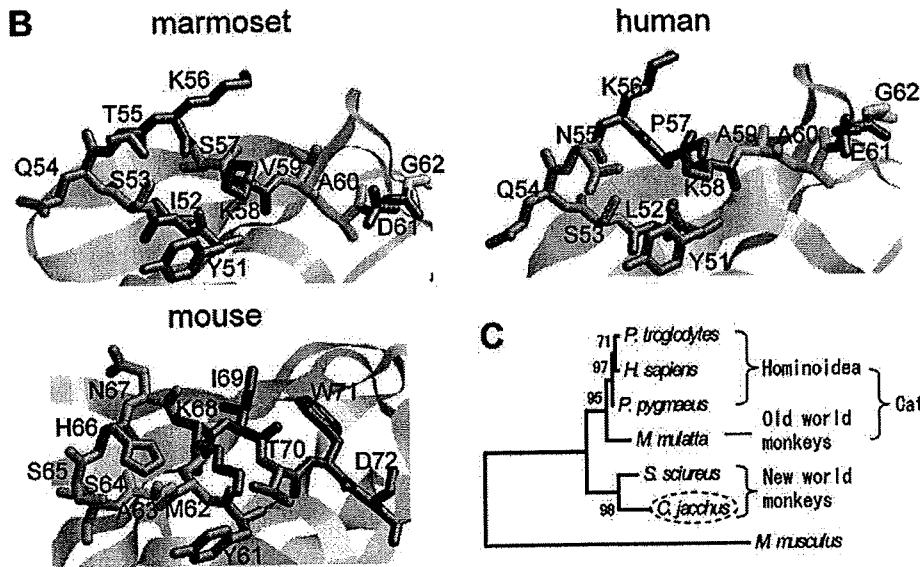 B
marmoset
K56
T55
S57
Q54
S53
V59
G62
I52
A60
K58
D61
Y51
human
K56
G62
N55
P57
A59
A60
E61
Q54
K58
S53
L52
Y51
mouse
N67
I69
W71
K68
H66
T70
S65
S64
D72
A63
M62
Y61
C
71
P. troglodytes
97
H. sapiens
Hominoidea
95
P. pygmaeus
Cat
M. mulatta
Old world
monkeys
S. sciureus
New world
monkeys
98
C. jacchus
M. musculus